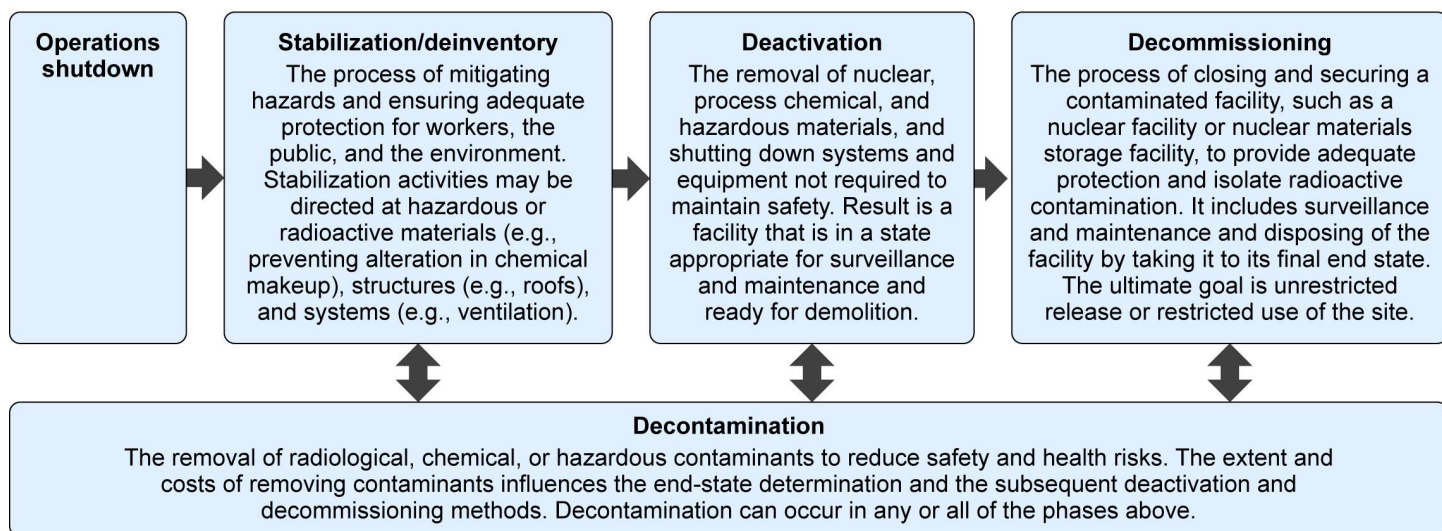 Operations
shutdown
Stabilization/deinventory
The process of mitigating
hazards and ensuring adequate
protection for workers, the
public, and the environment.
Stabilization activities may be
directed at hazardous or
radioactive materials (e.g.,
preventing alteration in chemical
makeup), structures (e.g., roofs),
and systems (e.g., ventilation).
Deactivation
The removal of nuclear,
process chemical, and
hazardous materials, and
shutting down systems and
equipment not required to
maintain safety. Result is a
facility that is in a state
appropriate for surveillance
and maintenance and
ready for demolition.
Decommissioning
The process of closing and securing a
contaminated facility, such as a
nuclear facility or nuclear materials
storage facility, to provide adequate
protection and isolate radioactive
contamination. It includes surveillance
and maintenance and disposing of the
facility by taking it to its final end state.
The ultimate goal is unrestricted
release or restricted use of the site.
Decontamination
The removal of radiological, chemical, or hazardous contaminants to reduce safety and health risks. The extent and
costs of removing contaminants influences the end-state determination and the subsequent deactivation and
decommissioning methods. Decontamination can occur in any or all of the phases above.